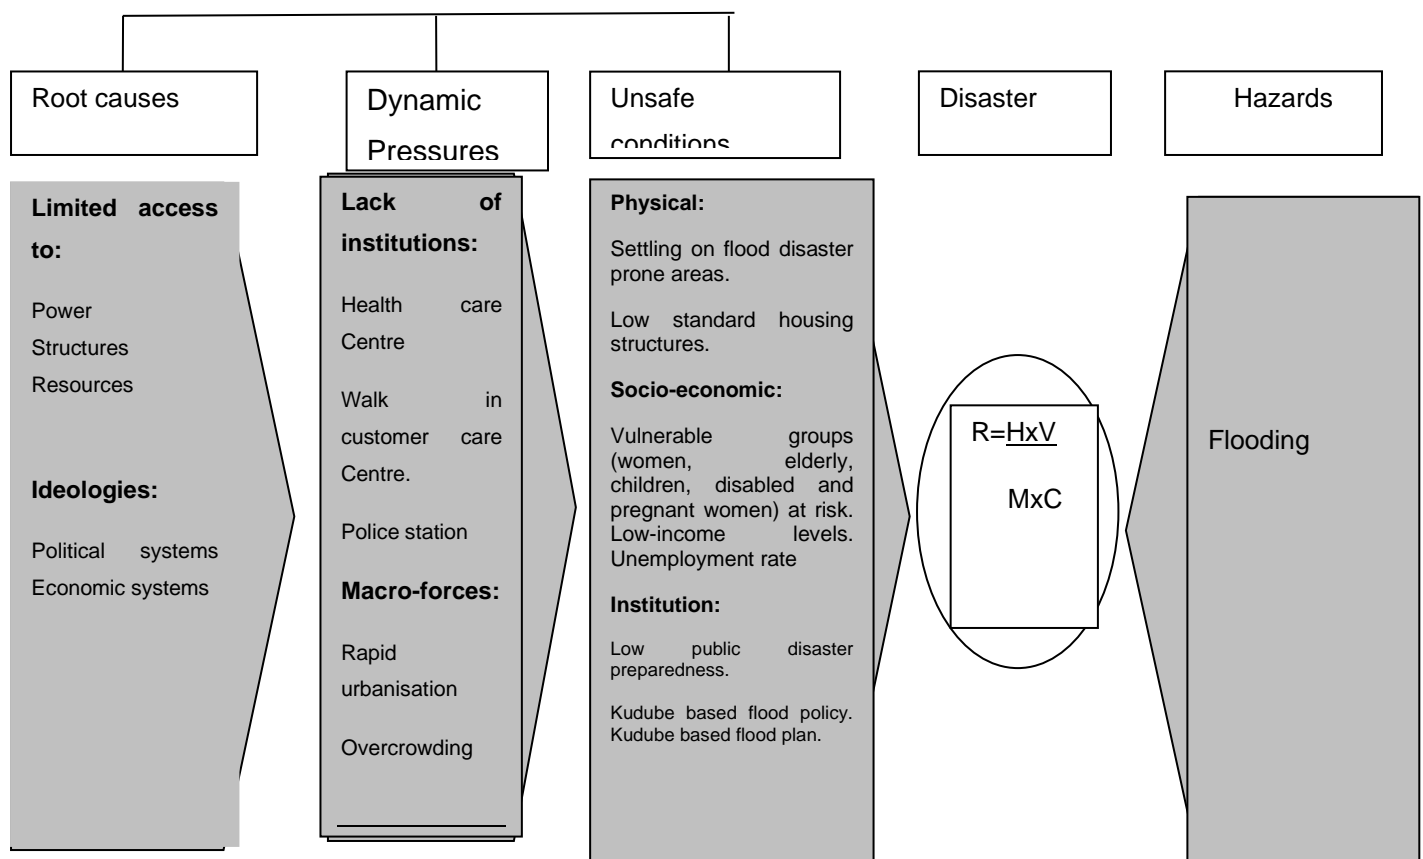 Root causes
Dynamic
Pressures
Unsafe
conditions
Disaster
Hazards
Limited access
to:
Power
Structures
Resources
Ideologies:
Political systems
Economic systems
Lack of
institutions:
Health care
Centre
Walk in
customer care
Centre.
Police station
Macro-forces:
Rapid
urbanisation
Overcrowding
Physical:
Settling on flood disaster
prone areas.
Low standard housing
structures.
Socio-economic:
Vulnerable groups
(women, elderly,
children, disabled and
pregnant women) at risk.
Low-income levels.
Unemployment rate
Institution:
Low public disaster
preparedness.
Kudube based flood policy.
Kudube based flood plan.
R=HxV
MxC
Flooding